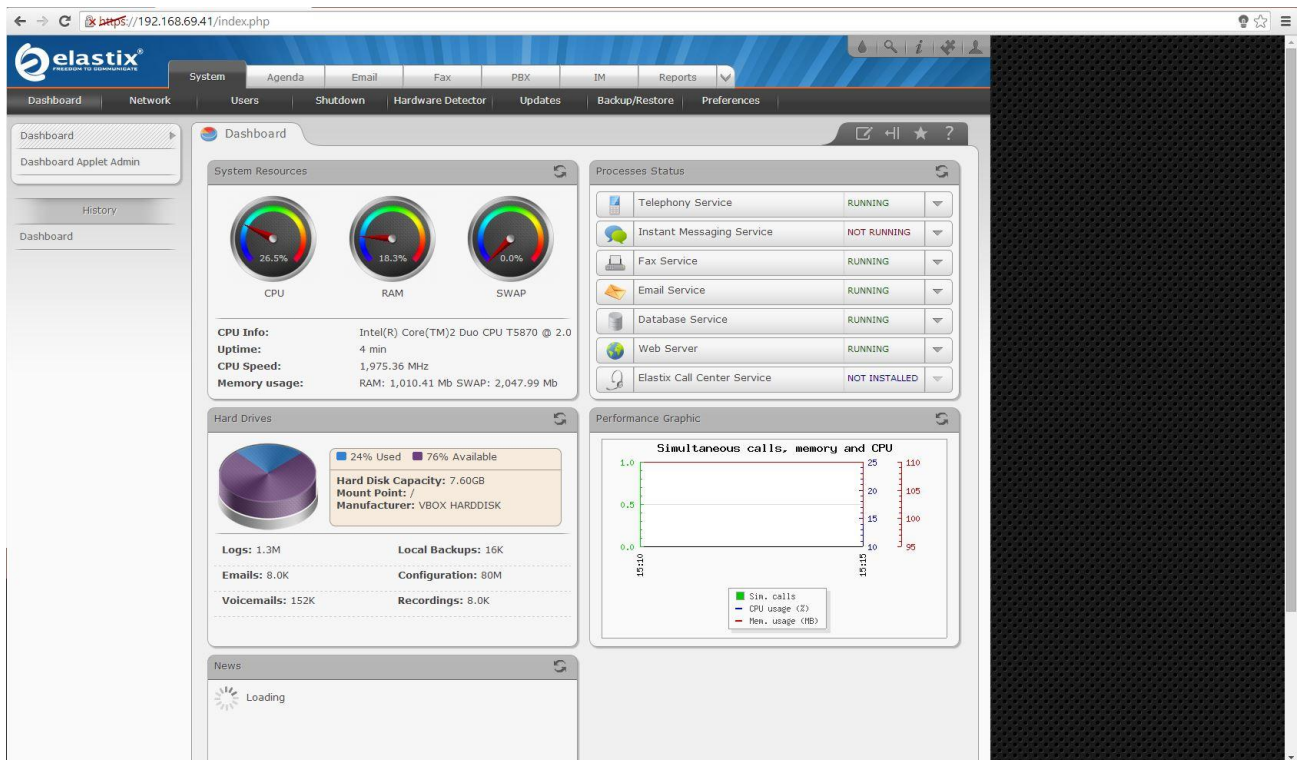 https://192.168.69.41/index.php
elastix®
FREEDOM TO COMMUNICATE
System Agenda Email Fax PBX IM Reports
Dashboard Network Users Shutdown Hardware Detector Updates Backup/Restore Preferences
Dashboard
Dashboard Applet Admin
History
Dashboard
Dashboard
System Resources
26.5% 18.3% 0.0%
CPU RAM SWAP
CPU Info: Intel(R) Core(TM)2 Duo CPU T5870 @ 2.0
Uptime: 4 min
CPU Speed: 1,975.36 MHz
Memory usage: RAM: 1,010.41 Mb SWAP: 2,047.99 Mb
Processes Status
Telephony Service RUNNING
Instant Messaging Service NOT RUNNING
Fax Service RUNNING
Email Service RUNNING
Database Service RUNNING
Web Server RUNNING
Elastix Call Center Service NOT INSTALLED
Hard Drives
24% Used 76% Available
Hard Disk Capacity: 7.60GB
Mount Point: /
Manufacturer: VBOX HARDDISK
Logs: 1.3M Local Backups: 16K
Emails: 8.0K Configuration: 80M
Voicemails: 152K Recordings: 8.0K
Performance Graphic
Simultaneous calls, memory and CPU
1.0 25 110
20 105
0.5
15 100
0.0 10 95
15:10 15:15
Sim. calls
CPU usage (%)
Mem. usage (MB)
News
Loading